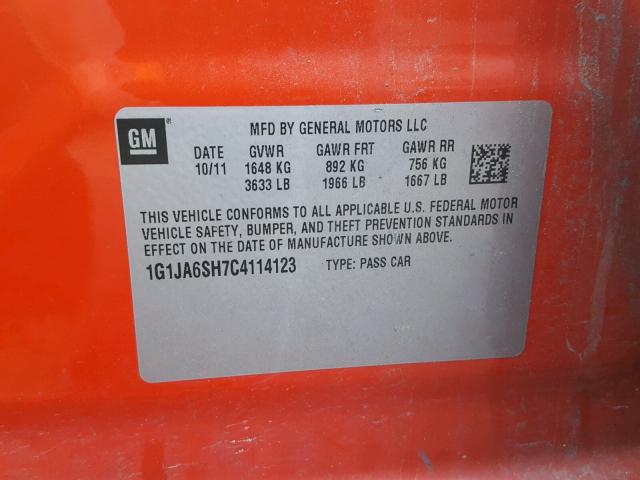 GM
MFD BY GENERAL MOTORS LLC
DATE GVWR GAWR FRT GAWR RR
10/11 1648 KG 892 KG 756 KG
3633 LB 1966 LB 1667 LB
THIS VEHICLE CONFORMS TO ALL APPLICABLE U.S. FEDERAL MOTOR
VEHICLE SAFETY, BUMPER, AND THEFT PREVENTION STANDARDS IN
EFFECT ON THE DATE OF MANUFACTURE SHOWN ABOVE.
1G1JA6SH7C4114123 TYPE: PASS CAR